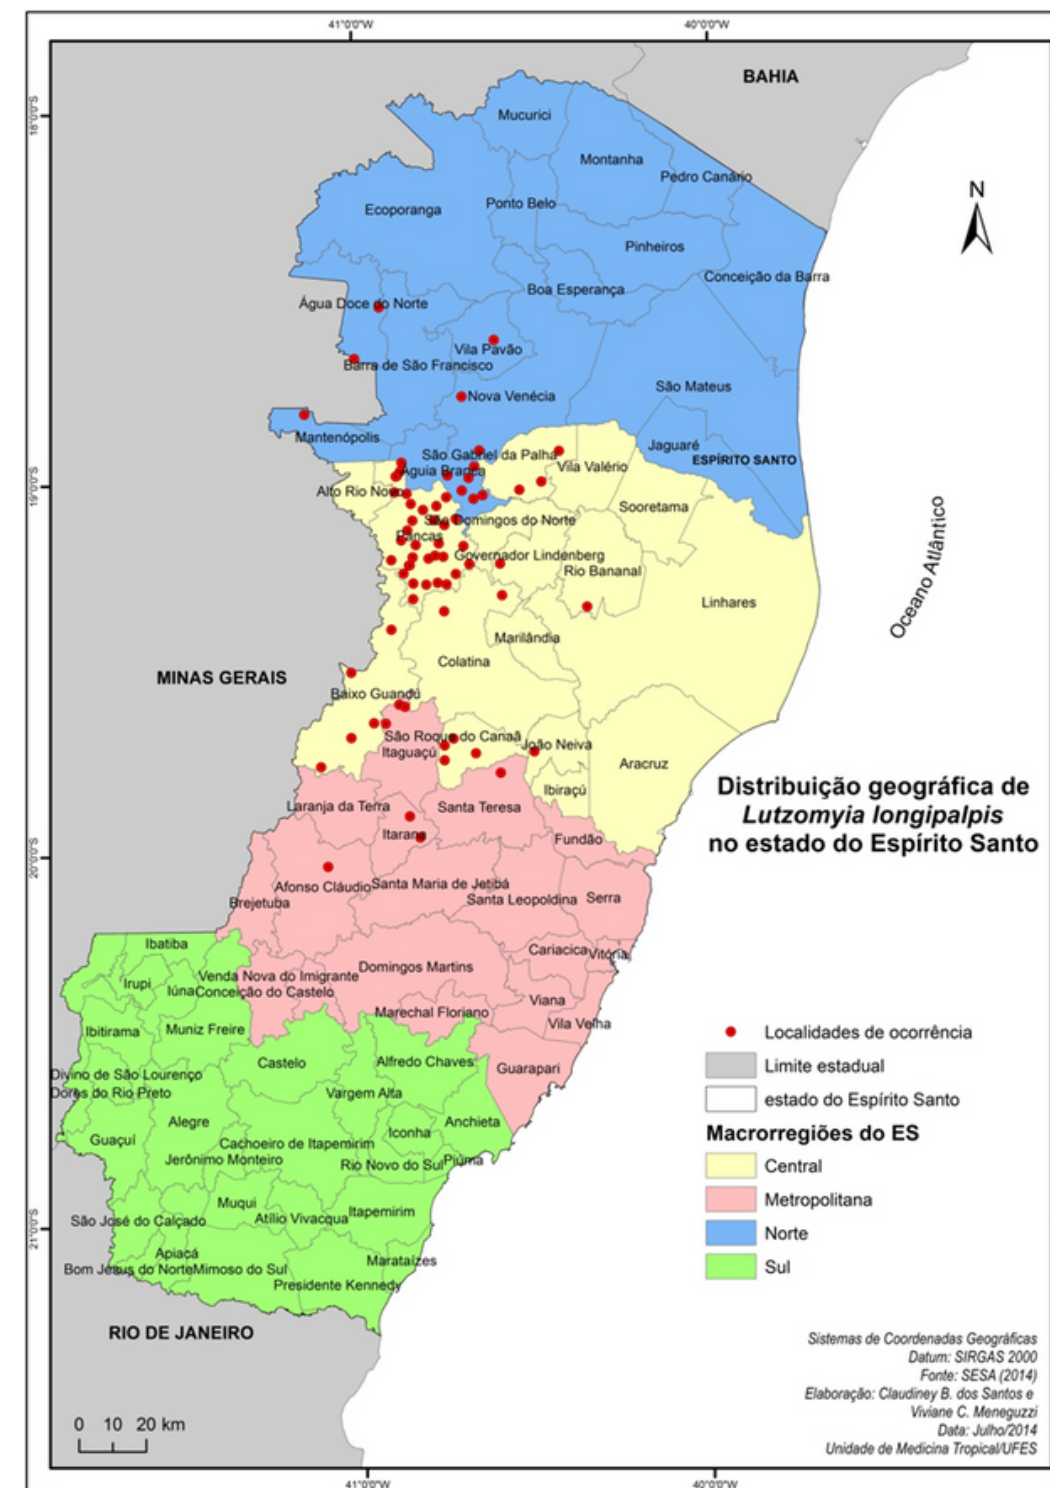 41°0'0"W
40°0'0"W
BAHIA
18°0'0"S
Mucurici
Montanha
Pedro Canário
N
Ecoporanga
Ponto Belo
Pinheiros
Conceição da Barra
Boa Esperança
Água Doce do Norte
Vila Pavão
Barra de São Francisco
São Mateus
Nova Venécia
Mantenópolis
Jaguaré
São Gabriel da Palha
ESPÍRITO SANTO
Vila Valério
Águia Branca
19°0'0"S
Alto Rio Novo
Sooretama
São Domingos do Norte
Pancas
Governador Lindenberg
Rio Bananal
Oceano Atlântico
Linhares
Marilândia
Colatina
MINAS GERAIS
Baixo Guandú
São Roque do Canaã
João Neiva
Itaguaçú
Aracruz
Ibiraçú
Distribuição geográfica de
Lutzomyia longipalpis
no estado do Espírito Santo
Laranja da Terra
Santa Teresa
Itarana
Fundão
20°0'0"S
Afonso Cláudio
Santa Maria de Jetibá
Brejetuba
Santa Leopoldina
Serra
Ibatiba
Cariacica
Vitória
Domingos Martins
Venda Nova do Imigrante
Irupi
Iúna
Conceição do Castelo
Viana
Marechal Floriano
Vila Velha
Ibitirama
Muniz Freire
Localidades de ocorrência
Castelo
Alfredo Chaves
Guarapari
Limite estadual
Divino de São Lourenço
Dores do Rio Preto
Vargem Alta
estado do Espírito Santo
Alegre
Anchieta
Iconha
Macrorregiões do ES
Guaçuí
Cachoeiro de Itapemirim
Jerônimo Monteiro
Rio Novo do Sul
Piúma
Central
Muqui
Metropolitana
São José do Calçado
Atílio Vivacqua
Itapemirim
21°0'0"S
Norte
Apiacá
Marataízes
Bom Jesus do Norte
Mimoso do Sul
Sul
Presidente Kennedy
RIO DE JANEIRO
Sistemas de Coordenadas Geográficas
Datum: SIRGAS 2000
Fonte: SESA (2014)
Elaboração: Claudiney B. dos Santos e
Viviane C. Meneguzzi
Data: Julho/2014
Unidade de Medicina Tropical/UFES
0 10 20 km
41°0'0"W
40°0'0"W